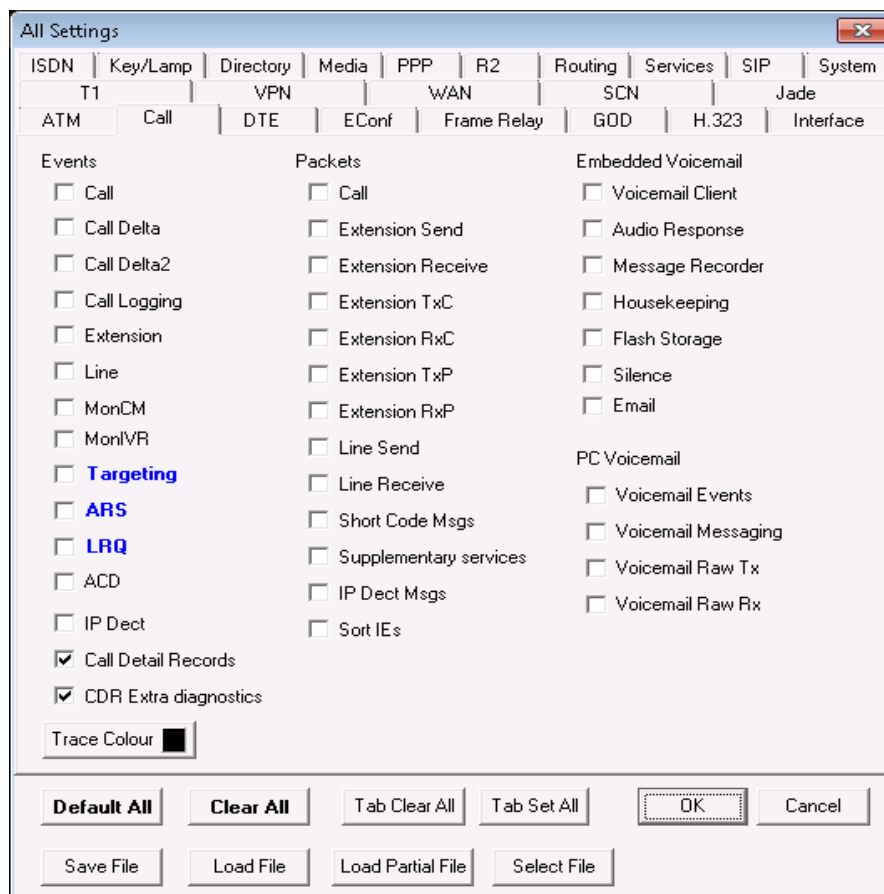 All Settings
ISDN Key/Lamp Directory Media PPP R2 Routing Services SIP System
T1 VPN WAN SCN Jade
ATM Call DTE EConf Frame Relay GOD H.323 Interface
Events
Call
Call Delta
Call Delta2
Call Logging
Extension
Line
MonCM
MonIVR
Targeting
ARS
LRQ
ACD
IP Dect
Call Detail Records
CDR Extra diagnostics
Trace Colour
Packets
Call
Extension Send
Extension Receive
Extension TxC
Extension RxC
Extension TxP
Extension RxP
Line Send
Line Receive
Short Code Msgs
Supplementary services
IP Dect Msgs
Sort IEs
Embedded Voicemail
Voicemail Client
Audio Response
Message Recorder
Housekeeping
Flash Storage
Silence
Email
PC Voicemail
Voicemail Events
Voicemail Messaging
Voicemail Raw Tx
Voicemail Raw Rx
Default All Clear All Tab Clear All Tab Set All OK Cancel
Save File Load File Load Partial File Select File